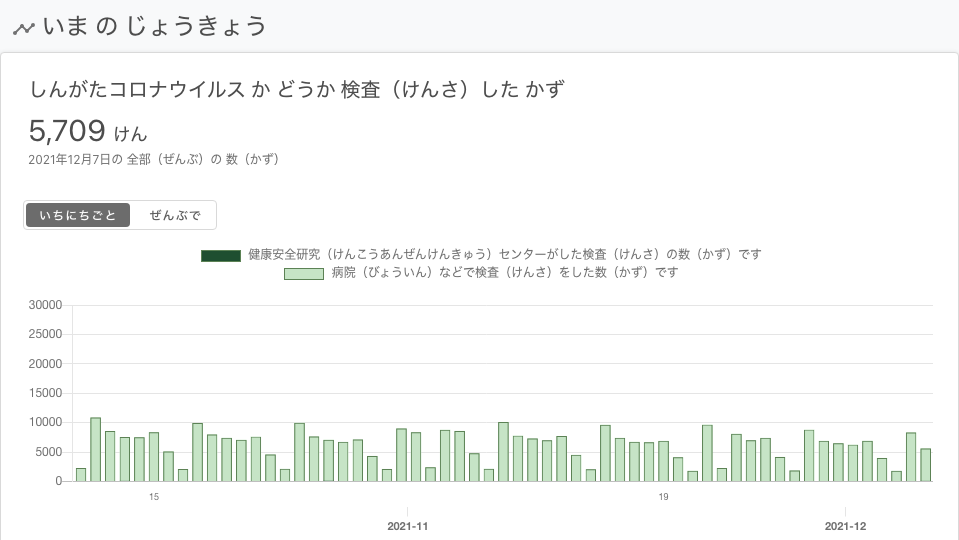 いま の じょうきょう
しんがたコロナウイルス か どうか 検査（けんさ）した かず
5,709 けん
2021年12月7日の 全部（ぜんぶ）の 数（かず）
いちにちごと ぜんぶで
健康安全研究（けんこうあんぜんけんきゅう）センターがした検査（けんさ）の数（かず）です
病院（びょういん）などで検査（けんさ）をした数（かず）です
30000
25000
20000
15000
10000
5000
0
15 19
2021-11 2021-12